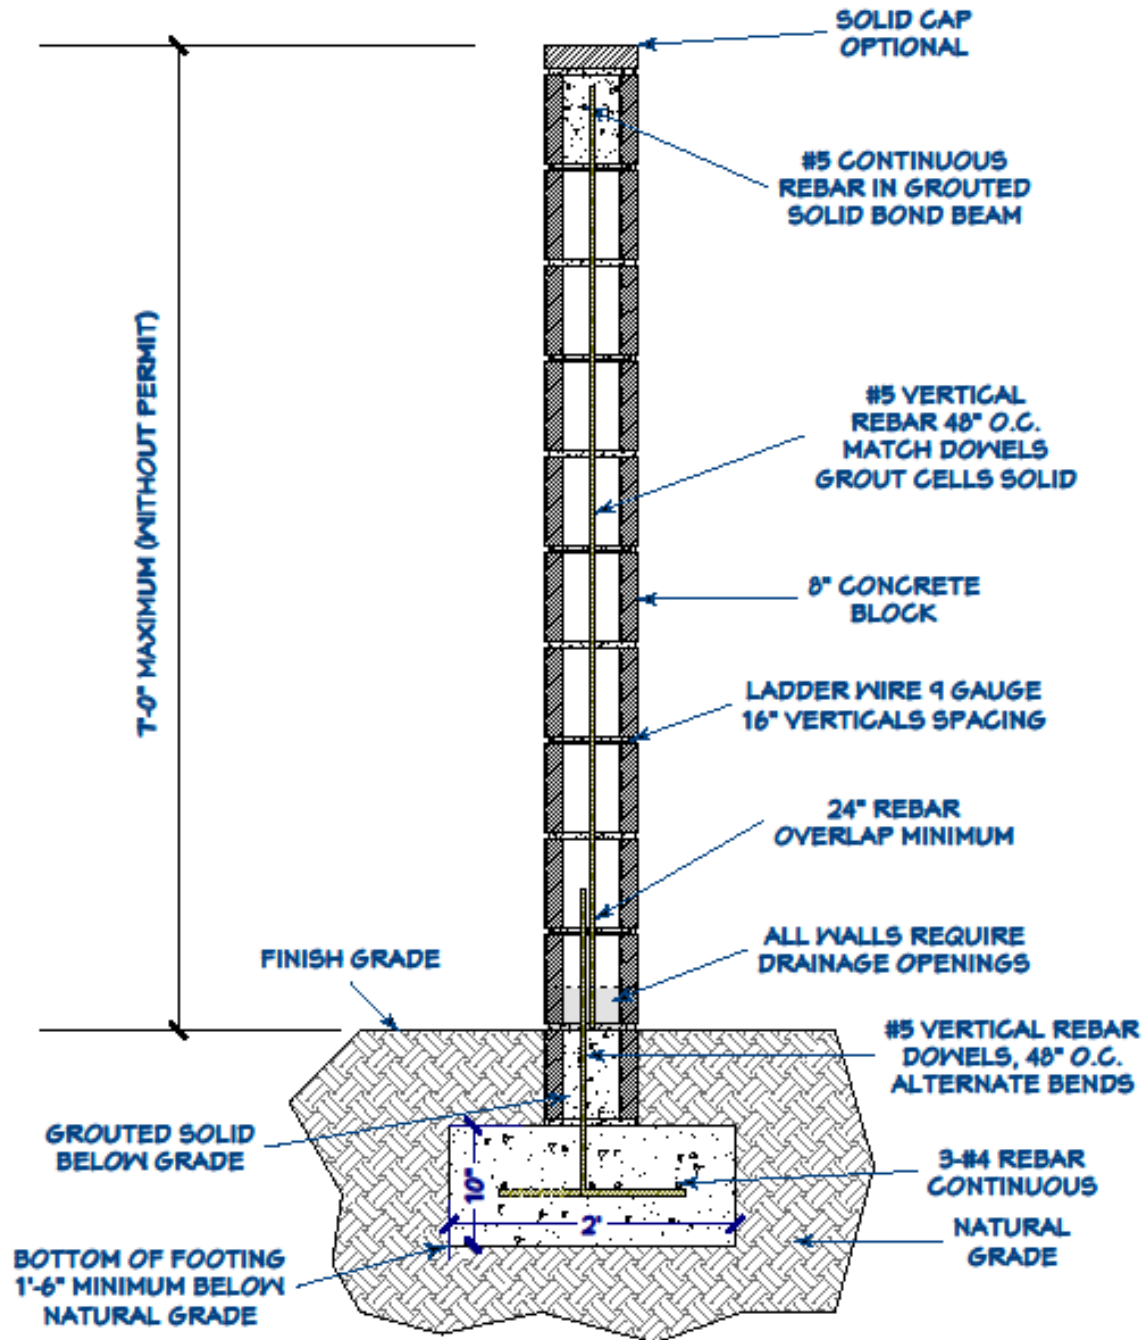 SOLID CAP
OPTIONAL
#5 CONTINUOUS
REBAR IN GROUTED
SOLID BOND BEAM
7'-0" MAXIMUM (WITHOUT PERMIT)
#5 VERTICAL
REBAR 48" O.C.
MATCH DOWELS
GROUT CELLS SOLID
8" CONCRETE
BLOCK
LADDER WIRE 9 GAUGE
16" VERTICALS SPACING
24" REBAR
OVERLAP MINIMUM
ALL WALLS REQUIRE
DRAINAGE OPENINGS
FINISH GRADE
#5 VERTICAL REBAR
DOWELS, 48" O.C.
ALTERNATE BENDS
GROUTED SOLID
BELOW GRADE
10"
2'
3-#4 REBAR
CONTINUOUS
NATURAL
GRADE
BOTTOM OF FOOTING
1'-6" MINIMUM BELOW
NATURAL GRADE